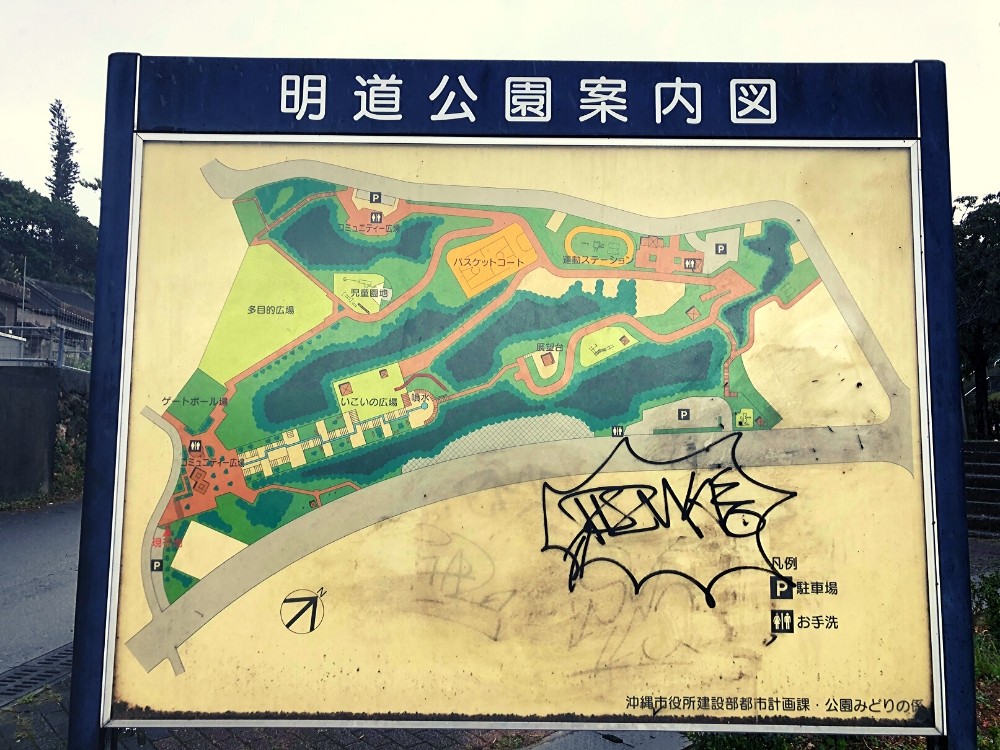 明道公園案内図
P
コミュニティー広場
バスケットコート
運動ステーション
P
児童園地
多目的広場
展望台
ゲートボール場
いこいの広場
噴水
P
コミュニティー広場
P
N
凡例
P 駐車場
お手洗
沖縄市役所建設部都市計画課・公園みどりの係